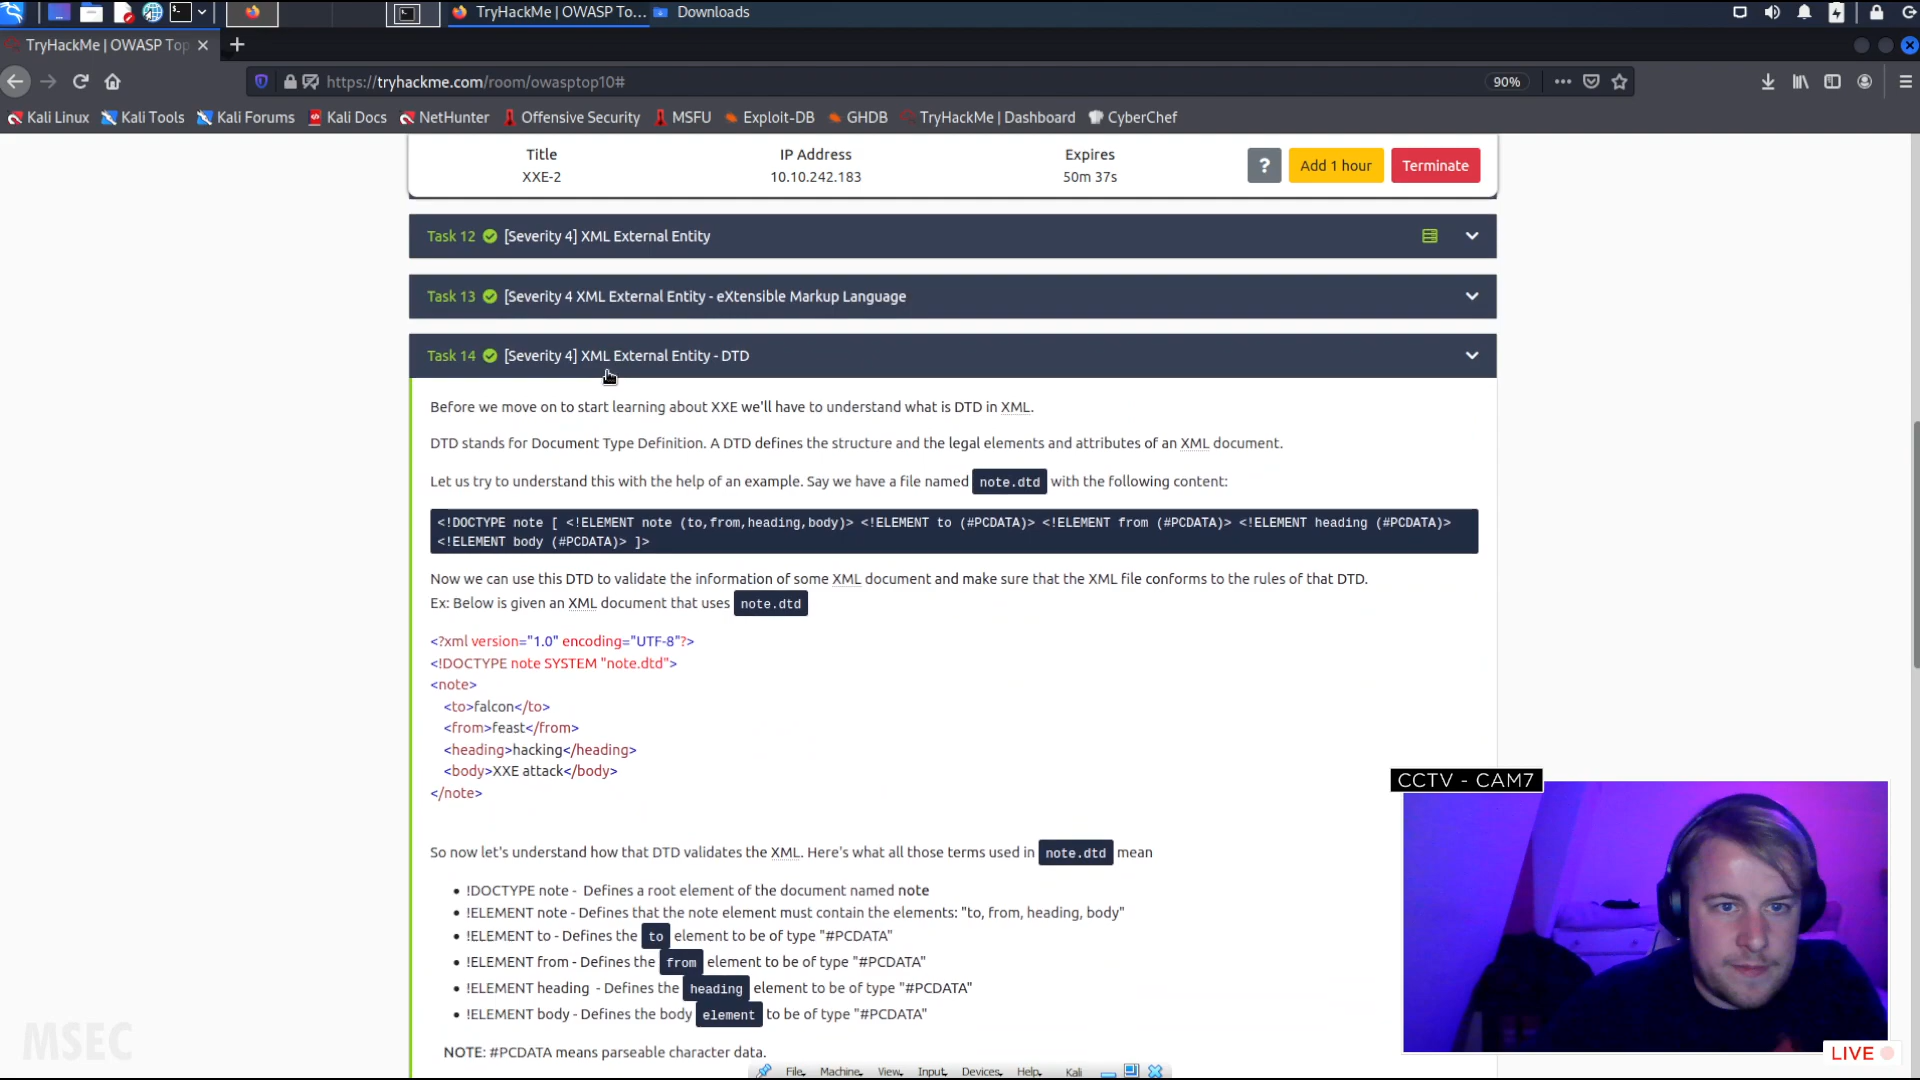 TryHackMe | OWASP To...
Downloads
TryHackMe | OWASP Top
https://tryhackme.com/room/owasptop10#
90%
Kali Linux
Kali Tools
Kali Forums
Kali Docs
NetHunter
Offensive Security
MSFU
Exploit-DB
GHDB
TryHackMe | Dashboard
CyberChef
Title
IP Address
Expires
XXE-2
10.10.242.183
50m 37s
?
Add 1 hour
Terminate
Task 12 [Severity 4] XML External Entity
Task 13 [Severity 4 XML External Entity - eXtensible Markup Language
Task 14 [Severity 4] XML External Entity - DTD
Before we move on to start learning about XXE we'll have to understand what is DTD in XML.
DTD stands for Document Type Definition. A DTD defines the structure and the legal elements and attributes of an XML document.
Let us try to understand this with the help of an example. Say we have a file named note.dtd with the following content:
<!DOCTYPE note [ <!ELEMENT note (to,from,heading,body)> <!ELEMENT to (#PCDATA)> <!ELEMENT from (#PCDATA)> <!ELEMENT heading (#PCDATA)>
<!ELEMENT body (#PCDATA)> ]>
Now we can use this DTD to validate the information of some XML document and make sure that the XML file conforms to the rules of that DTD.
Ex: Below is given an XML document that uses note.dtd
<?xml version="1.0" encoding="UTF-8"?>
<!DOCTYPE note SYSTEM "note.dtd">
<note>
<to>falcon</to>
<from>feast</from>
<heading>hacking</heading>
<body>XXE attack</body>
</note>
So now let's understand how that DTD validates the XML. Here's what all those terms used in note.dtd mean
• !DOCTYPE note - Defines a root element of the document named note
• !ELEMENT note - Defines that the note element must contain the elements: "to, from, heading, body"
• !ELEMENT to - Defines the to element to be of type "#PCDATA"
• !ELEMENT from - Defines the from element to be of type "#PCDATA"
• !ELEMENT heading - Defines the heading element to be of type "#PCDATA"
• !ELEMENT body - Defines the body element to be of type "#PCDATA"
NOTE: #PCDATA means parseable character data.
CCTV - CAM7
LIVE
MSEC
File
Machine
View
Input
Devices
Help
Kali